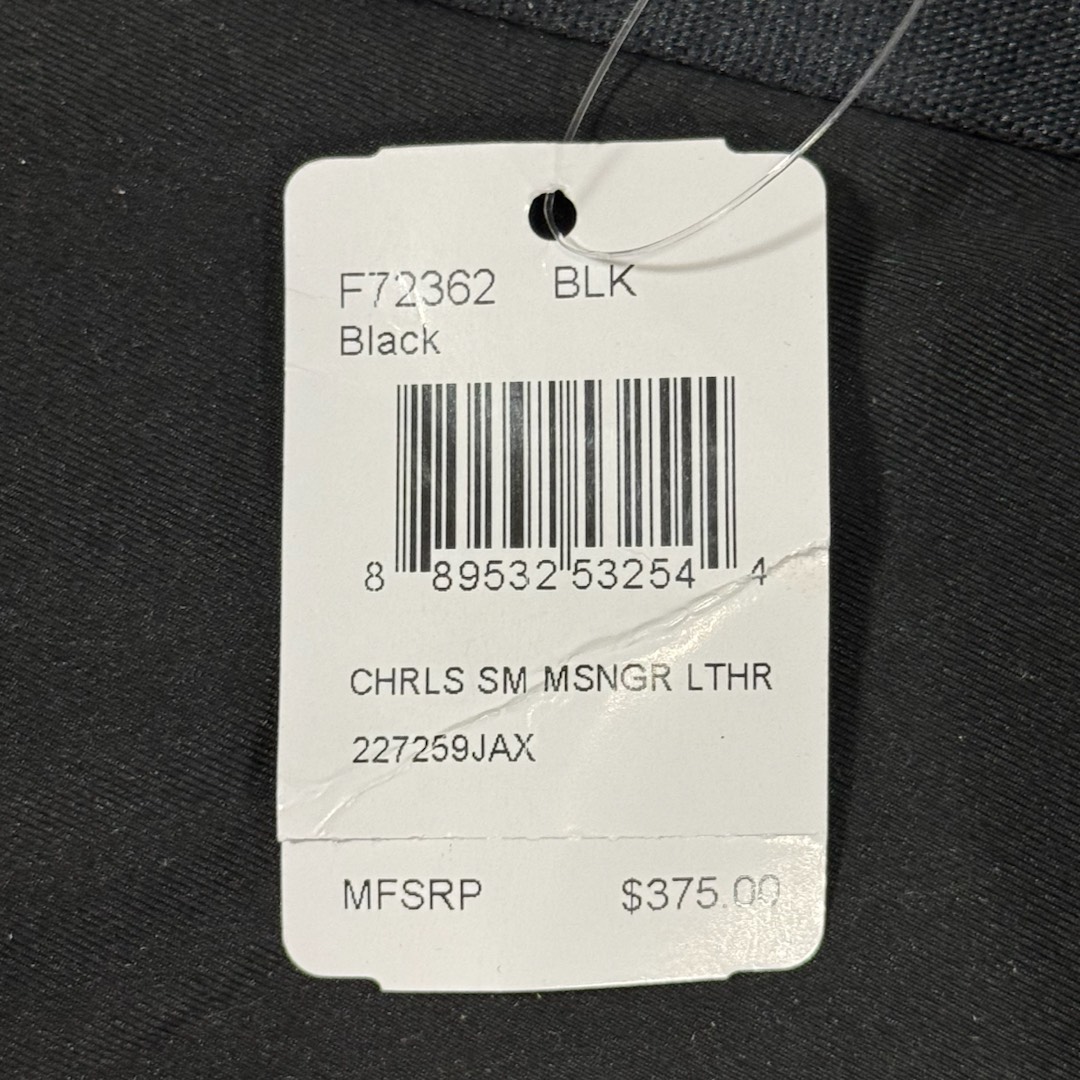 F72362 BLK
Black
8 89532 53254 4
CHRLS SM MSNGR LTHR
227259JAX
MFSRP $375.00